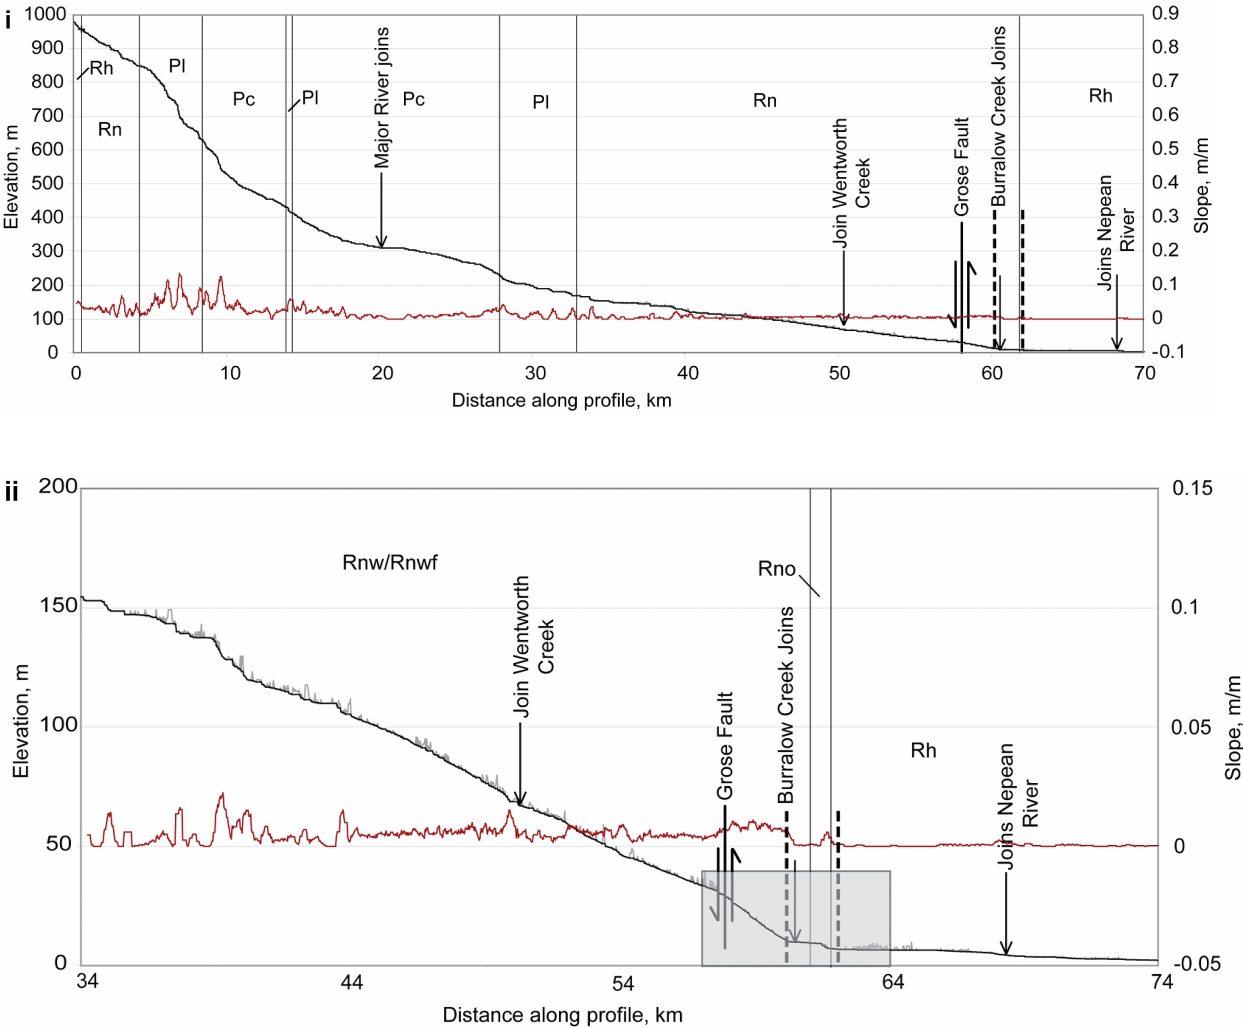 i
1000
900
800
700
600
500
400
300
200
100
0
Elevation, m
0.9
0.8
0.7
0.6
0.5
0.4
0.3
0.2
0.1
0
-0.1
Slope, m/m
Rh
Rn
Pl
Pc
Pl
Major River joins
Pc
Pl
Rn
Join Wentworth
Creek
Grose Fault
Burralow Creek Joins
Rh
Joins Nepean
River
0
10
20
30
40
50
60
70
Distance along profile, km
ii
200
150
100
50
0
Elevation, m
0.15
0.1
0.05
0
-0.05
Slope, m/m
Rnw/Rnwf
Join Wentworth
Creek
Grose Fault
Burralow Creek Joins
Rno
Rh
Joins Nepean
River
34
44
54
64
74
Distance along profile, km